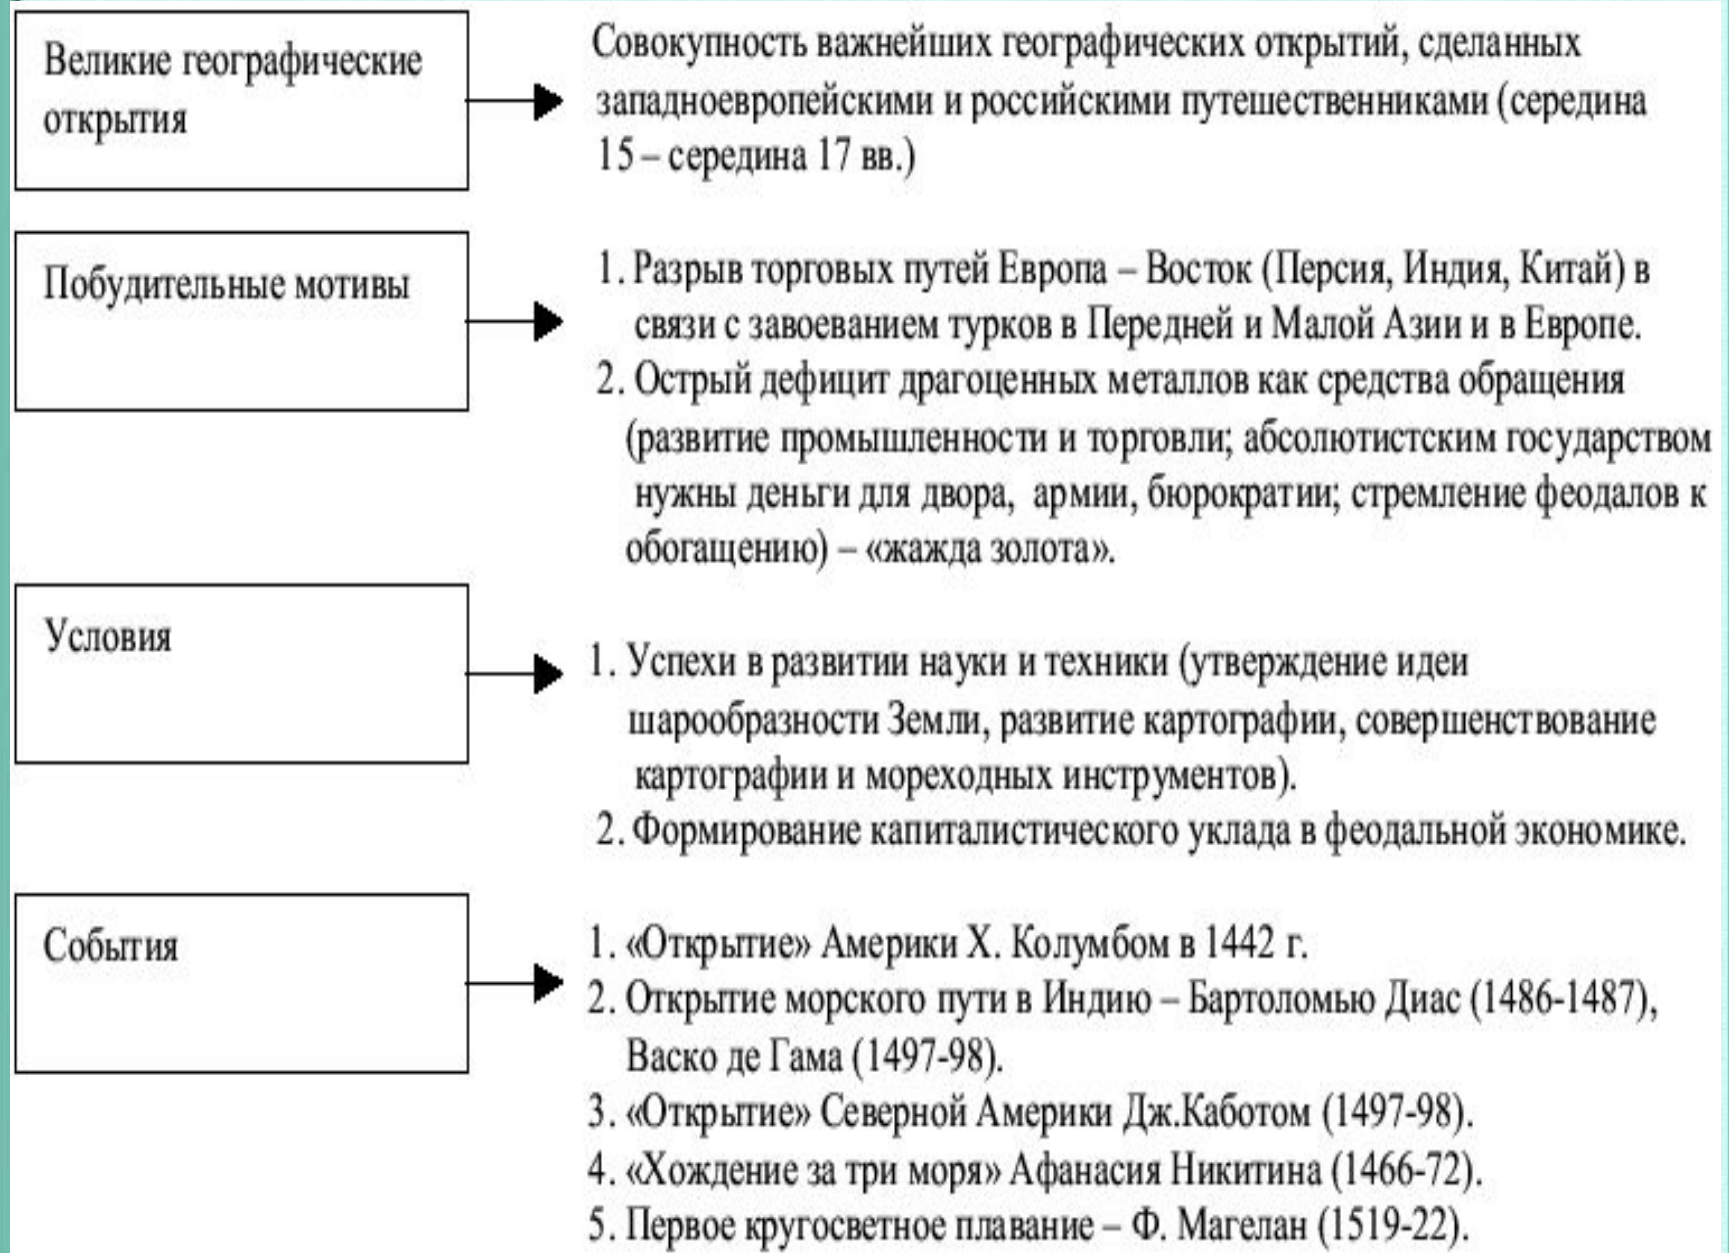 Великие географические
открытия
Совокупность важнейших географических открытий, сделанных
западноевропейскими и российскими путешественниками (середина
15 – середина 17 вв.)
Побудительные мотивы
1. Разрыв торговых путей Европа – Восток (Персия, Индия, Китай) в
связи с завоеванием турков в Передней и Малой Азии и в Европе.
2. Острый дефицит драгоценных металлов как средства обращения
(развитие промышленности и торговли; абсолютистским государством
нужны деньги для двора, армии, бюрократии; стремление феодалов к
обогащению) – «жажда золота».
Условия
1. Успехи в развитии науки и техники (утверждение идеи
шарообразности Земли, развитие картографии, совершенствование
картографии и мореходных инструментов).
2. Формирование капиталистического уклада в феодальной экономике.
События
1. «Открытие» Америки Х. Колумбом в 1442 г.
2. Открытие морского пути в Индию – Бартоломью Диас (1486-1487),
Васко де Гама (1497-98).
3. «Открытие» Северной Америки Дж.Каботом (1497-98).
4. «Хождение за три моря» Афанасия Никитина (1466-72).
5. Первое кругосветное плавание – Ф. Магелан (1519-22).